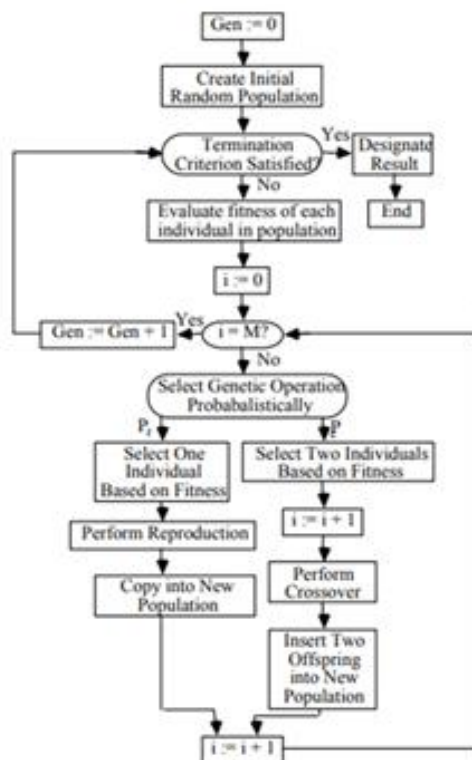 Gen := 0
Create Initial
Random Population
Termination
Criterion Satisfied?
Yes
Designate
Result
End
No
Evaluate fitness of each
individual in population
i := 0
Gen := Gen + 1
Yes
i = M?
No
Select Genetic Operation
Probabalistically
Pr
Pc
Select One
Individual
Based on Fitness
Perform Reproduction
Copy into New
Population
Select Two Individuals
Based on Fitness
i := i + 1
Perform
Crossover
Insert Two
Offspring
into New
Population
i := i + 1